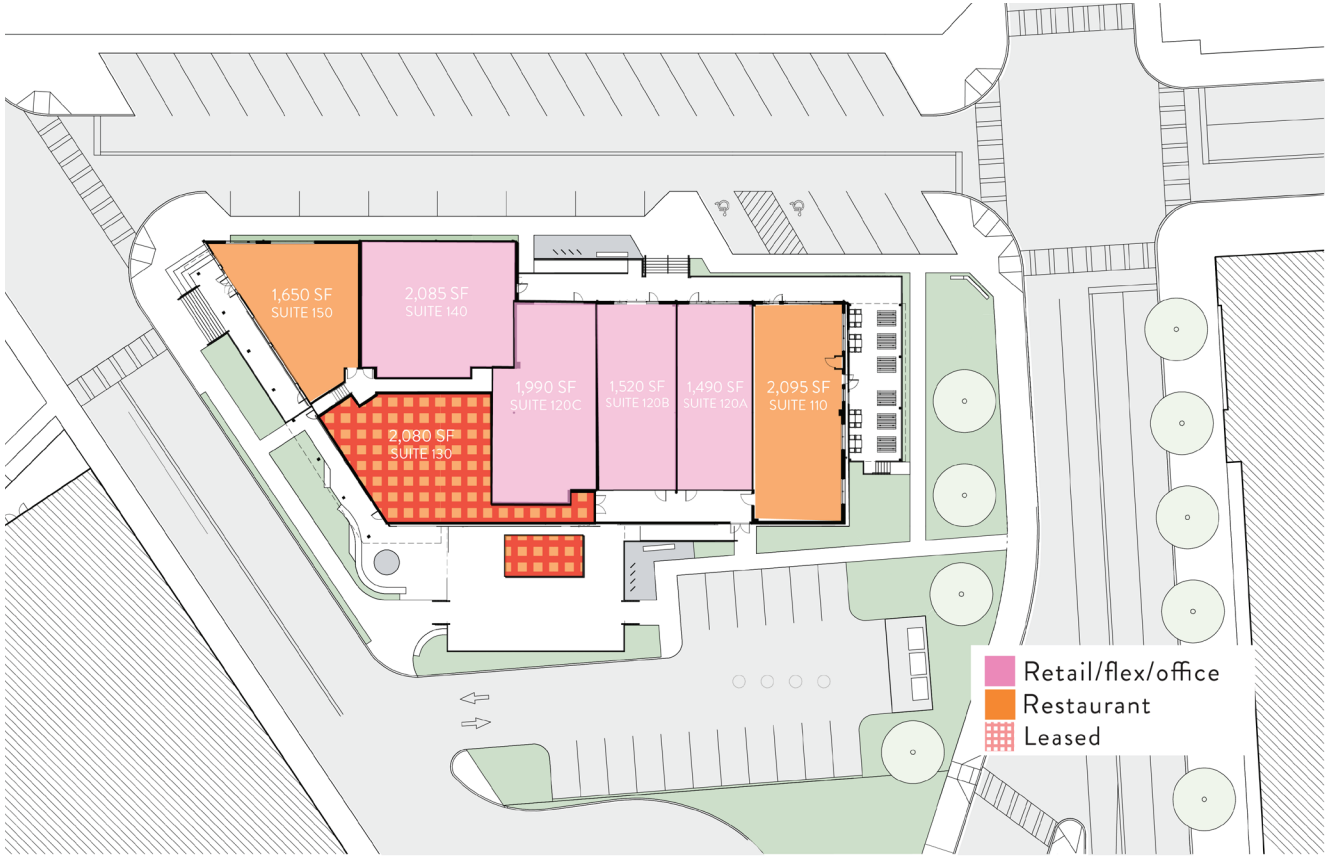 1,650 SF
SUITE 150
2,085 SF
SUITE 140
1,990 SF
SUITE 120C
1,520 SF
SUITE 120B
1,490 SF
SUITE 120A
2,095 SF
SUITE 110
2,080 SF
SUITE 130
Retail/flex/office
Restaurant
Leased